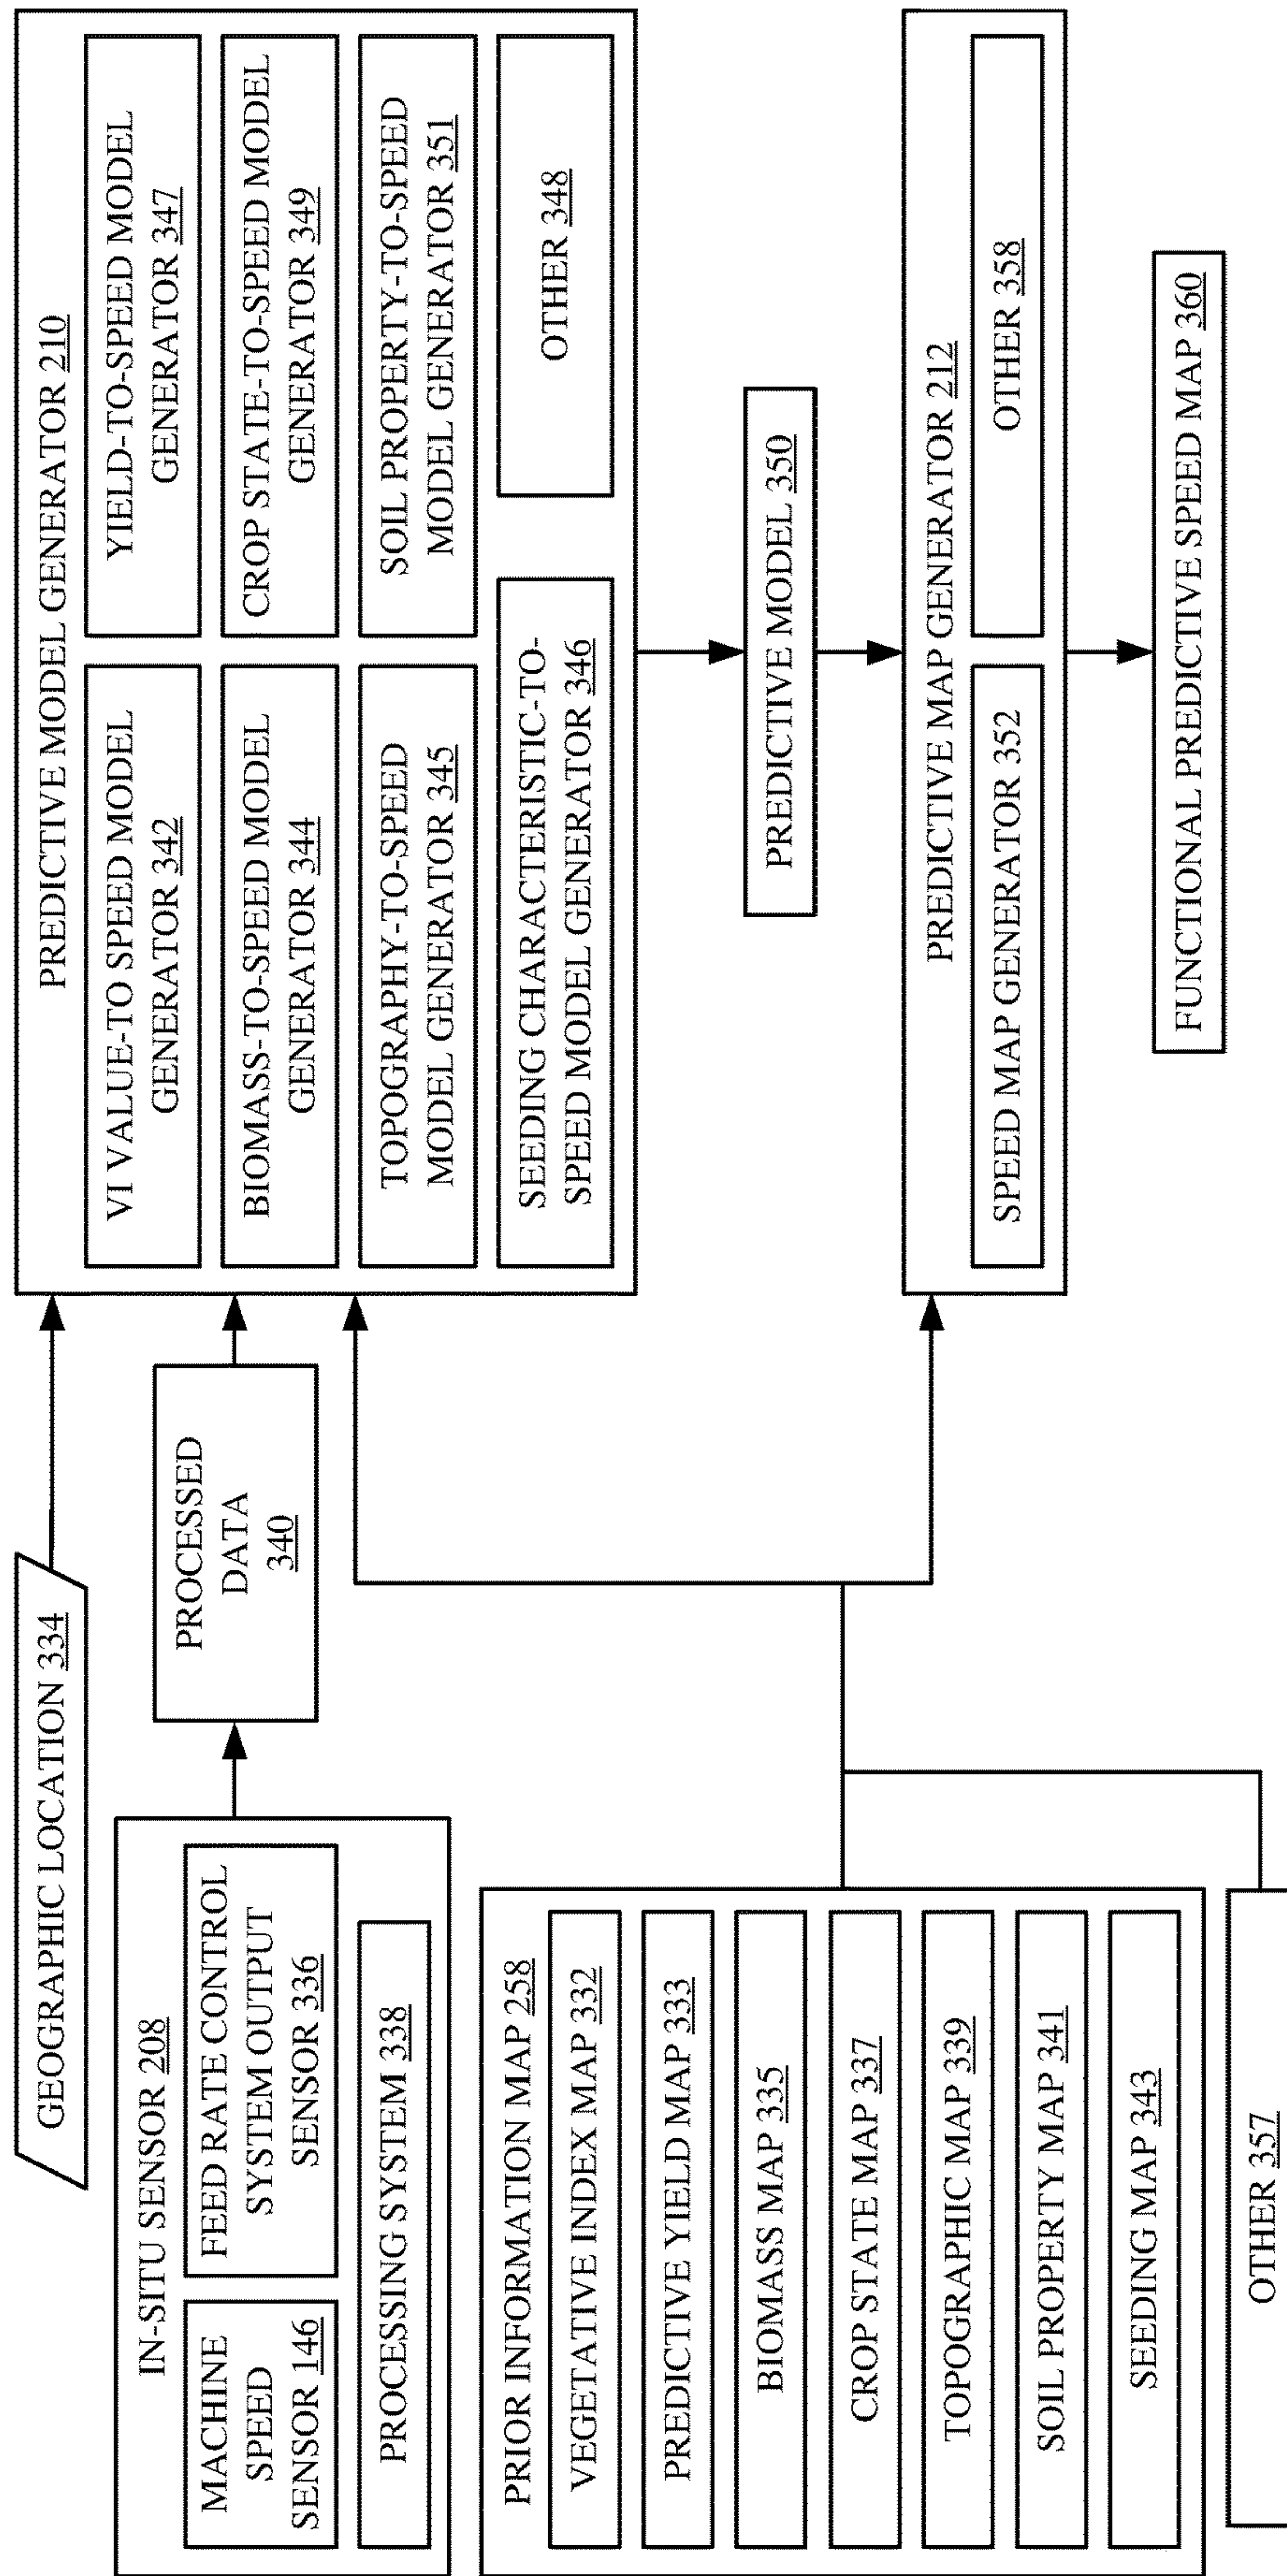 GEOGRAPHIC LOCATION 334
IN-SITU SENSOR 208
MACHINE
SPEED
SENSOR 146
FEED RATE CONTROL
SYSTEM OUTPUT
SENSOR 336
PROCESSING SYSTEM 338
PROCESSED
DATA
340
PRIOR INFORMATION MAP 258
VEGETATIVE INDEX MAP 332
PREDICTIVE YIELD MAP 333
BIOMASS MAP 335
CROP STATE MAP 337
TOPOGRAPHIC MAP 339
SOIL PROPERTY MAP 341
SEEDING MAP 343
OTHER 357
PREDICTIVE MODEL GENERATOR 210
VI VALUE-TO SPEED MODEL
GENERATOR 342
YIELD-TO-SPEED MODEL
GENERATOR 347
BIOMASS-TO-SPEED MODEL
GENERATOR 344
CROP STATE-TO-SPEED MODEL
GENERATOR 349
TOPOGRAPHY-TO-SPEED
MODEL GENERATOR 345
SOIL PROPERTY-TO-SPEED
MODEL GENERATOR 351
SEEDING CHARACTERISTIC-TO-
SPEED MODEL GENERATOR 346
OTHER 348
PREDICTIVE MODEL 350
PREDICTIVE MAP GENERATOR 212
SPEED MAP GENERATOR 352
OTHER 358
FUNCTIONAL PREDICTIVE SPEED MAP 360